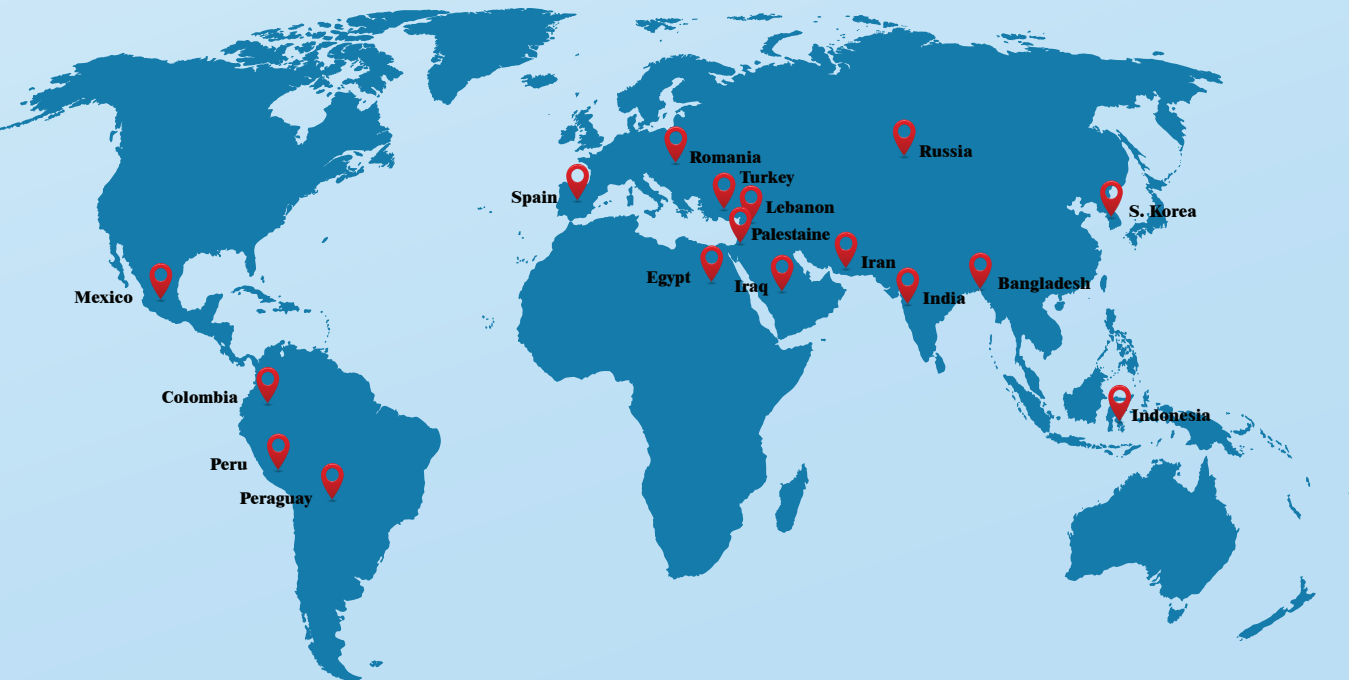 Russia
Romania
Turkey
Spain
Lebanon
S. Korea
Palestaine
Iran
Egypt
Iraq
Bangladesh
Mexico
India
Colombia
Indonesia
Peru
Peraguay